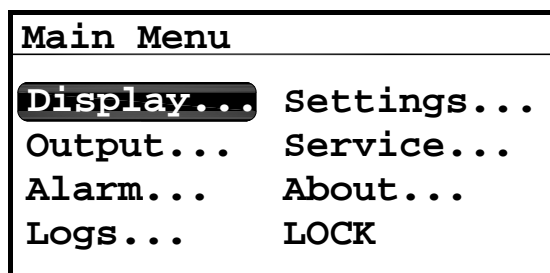 Main Menu
Display... Settings...
Output... Service...
Alarm... About...
Logs... LOCK